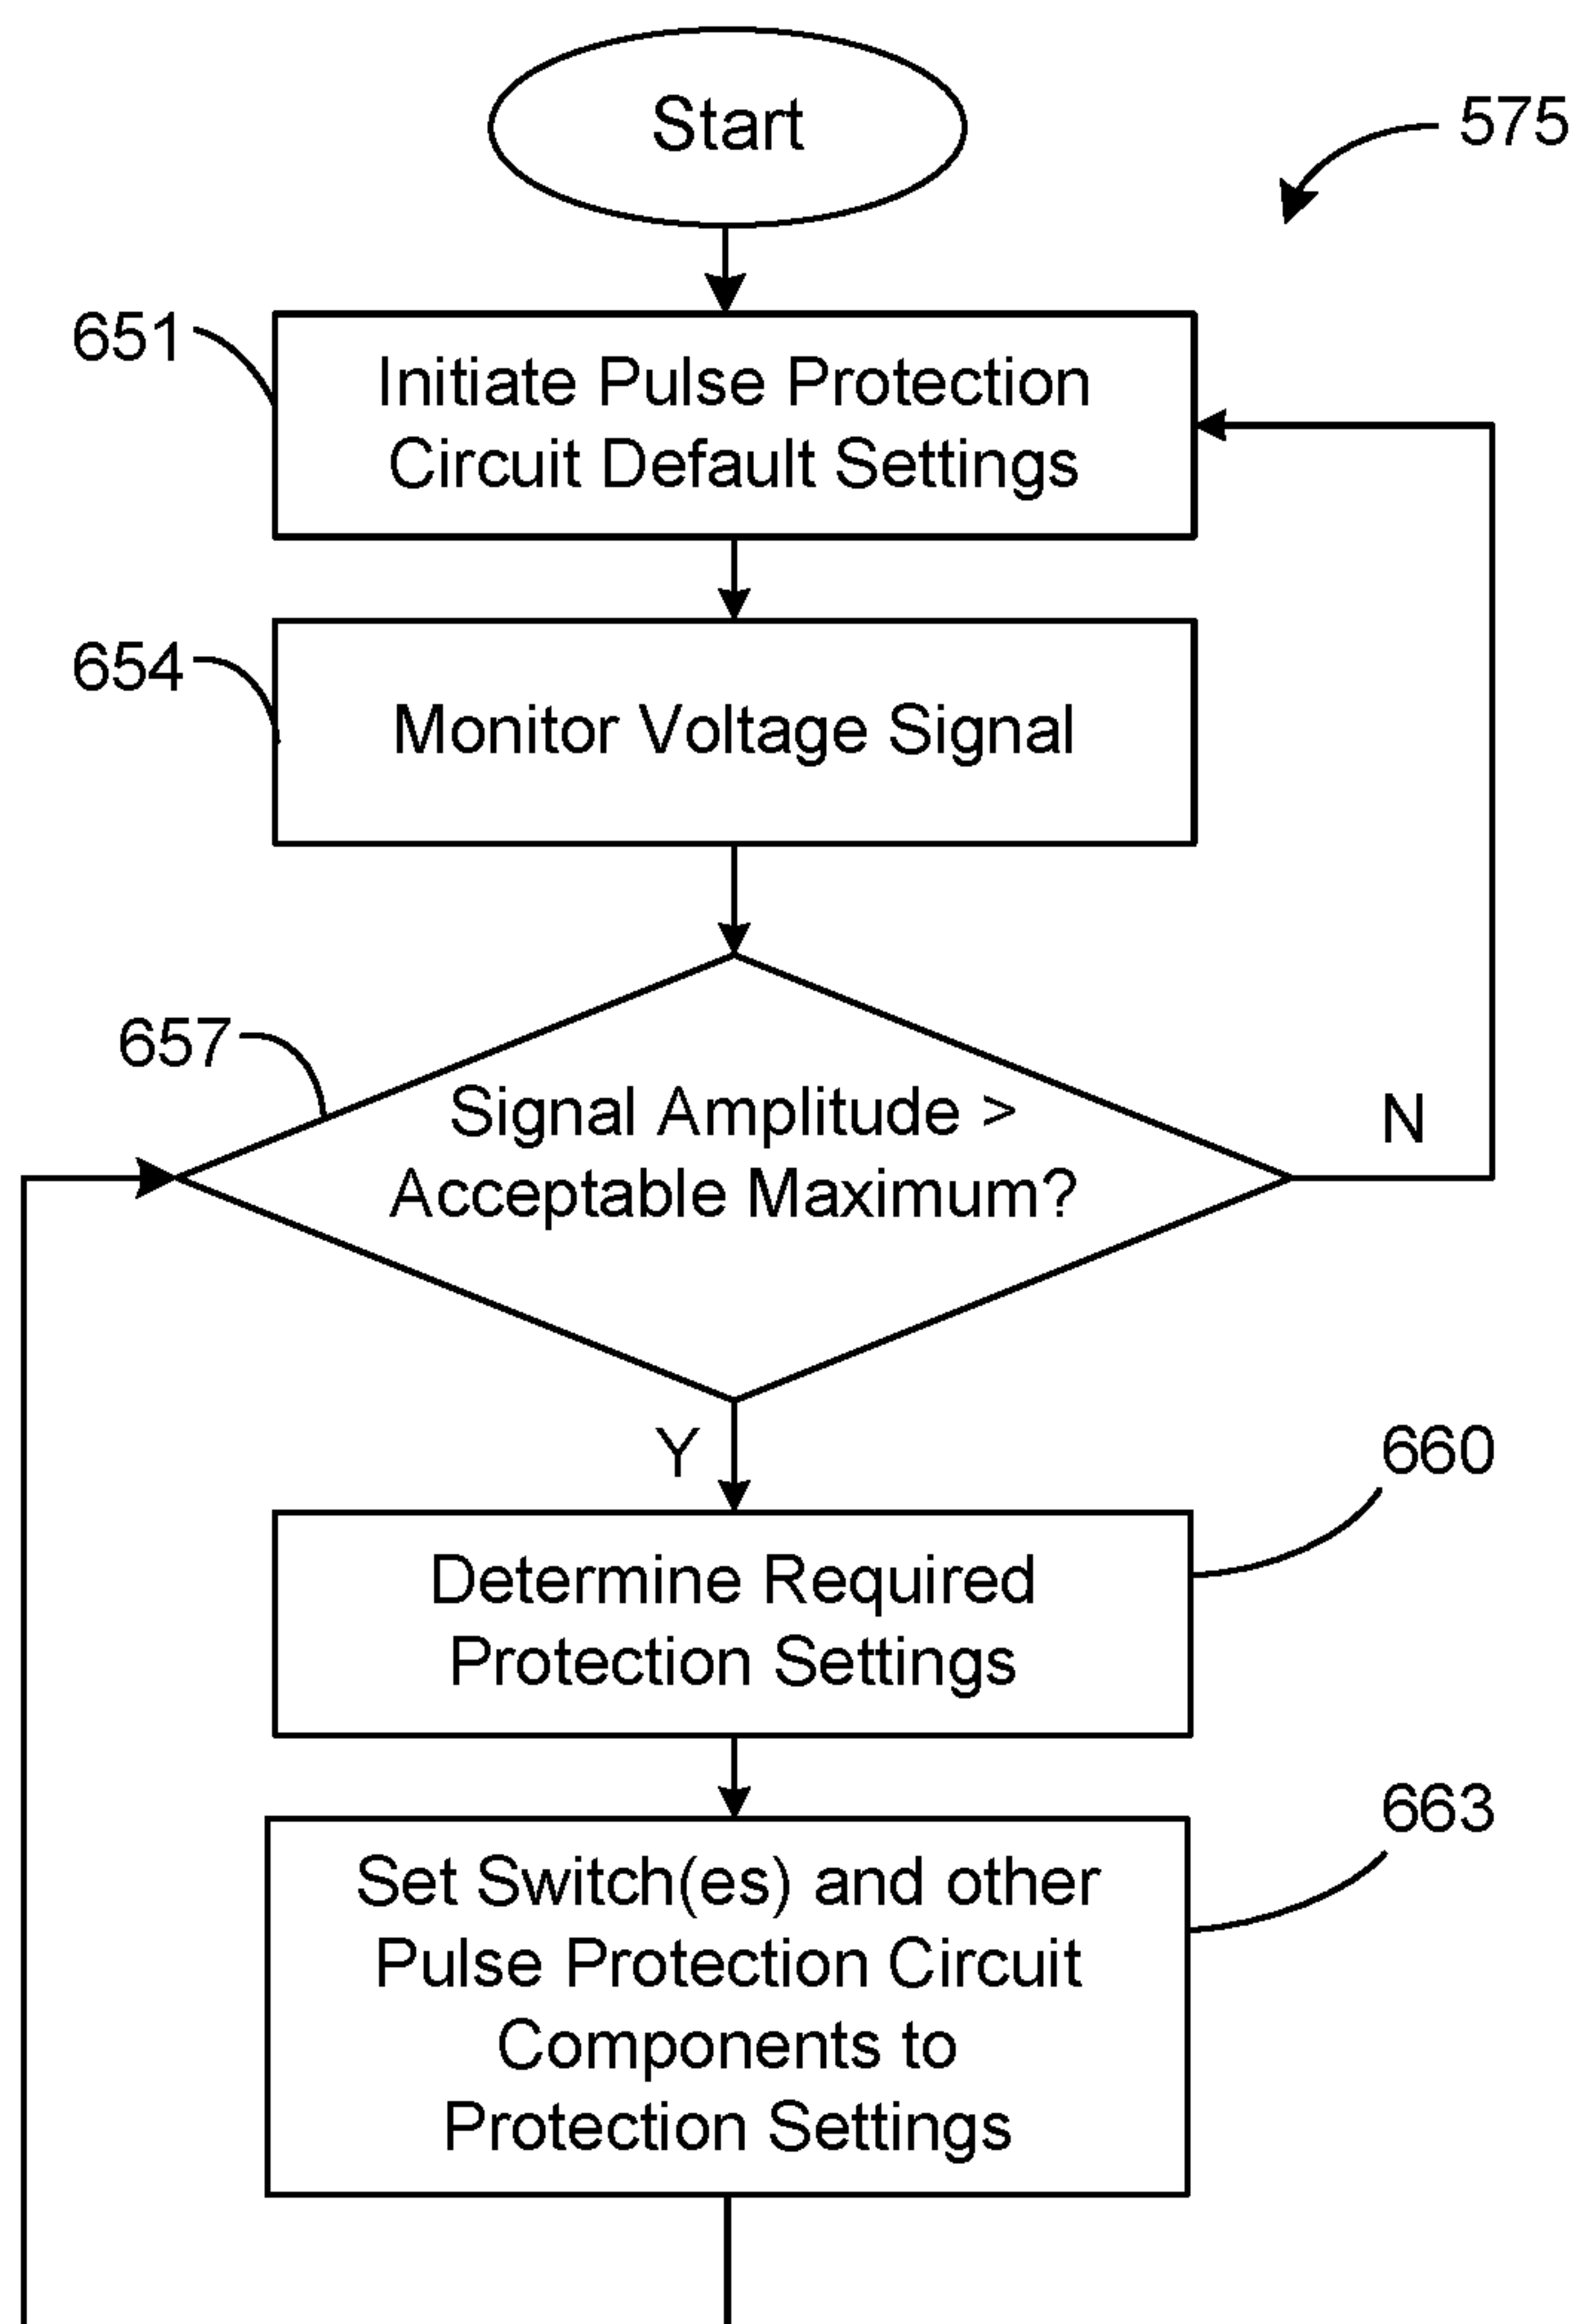 Start
575
651
Initiate Pulse Protection
Circuit Default Settings
654
Monitor Voltage Signal
657
Signal Amplitude >
Acceptable Maximum?
N
Y
660
Determine Required
Protection Settings
663
Set Switch(es) and other
Pulse Protection Circuit
Components to
Protection Settings